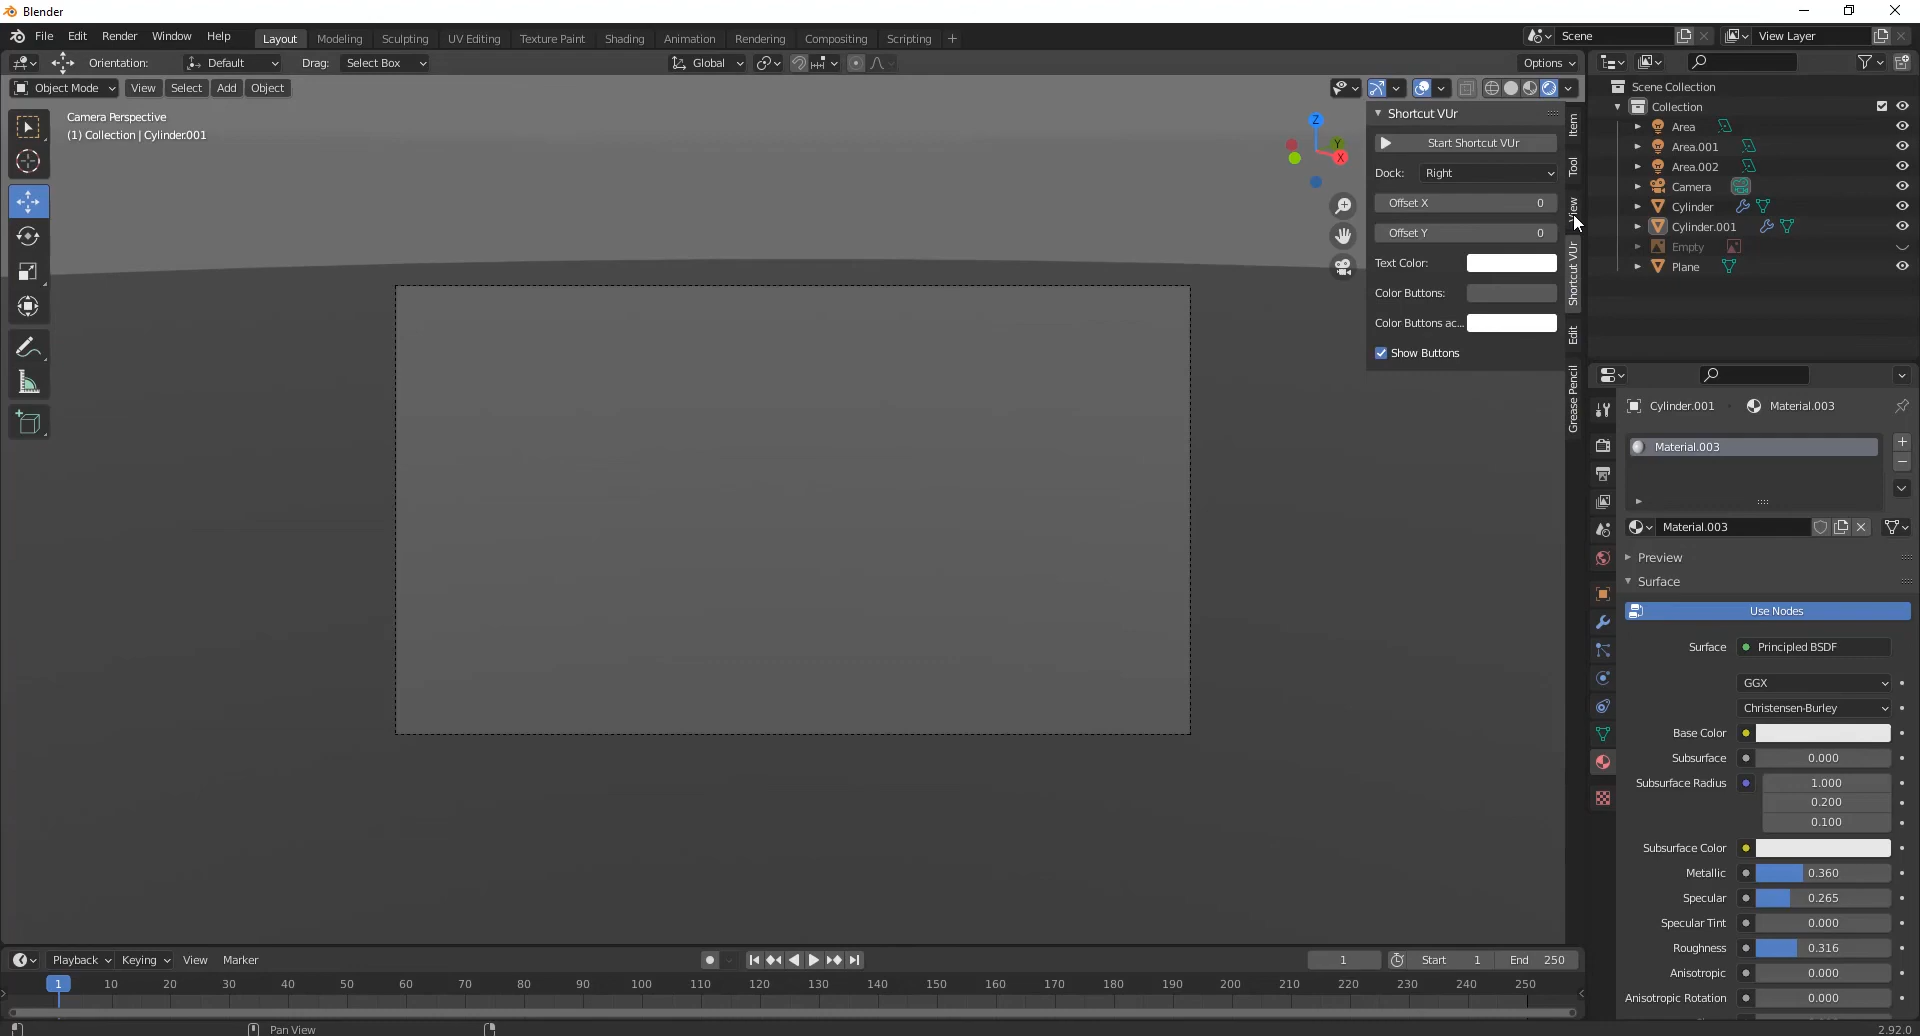 Blender
File Edit Render Window Help
Layout Modeling Sculpting UV Editing Texture Paint Shading Animation Rendering Compositing Scripting
Scene
View Layer
Orientation: Default Drag: Select Box
Global
Options
Object Mode View Select Add Object
Camera Perspective
(1) Collection | Cylinder.001
Z
Y
X
Shortcut VUr
Start Shortcut VUr
Dock: Right
Offset X 0
Offset Y 0
Text Color:
Color Buttons:
Color Buttons ac...
Show Buttons
Item
Tool
View
Shortcut VUr
Edit
Grease Pencil
Scene Collection
Collection
Area
Area.001
Area.002
Camera
Cylinder
Cylinder.001
Empty
Plane
Cylinder.001 Material.003
Material.003
Material.003
Preview
Surface
Use Nodes
Surface Principled BSDF
GGX
Christensen-Burley
Base Color
Subsurface 0.000
Subsurface Radius 1.000
0.200
0.100
Subsurface Color
Metallic 0.360
Specular 0.265
Specular Tint 0.000
Roughness 0.316
Anisotropic 0.000
Anisotropic Rotation 0.000
Playback Keying View Marker
1
Start 1
End 250
1 10 20 30 40 50 60 70 80 90 100 110 120 130 140 150 160 170 180 190 200 210 220 230 240 250
Pan View
2.92.0